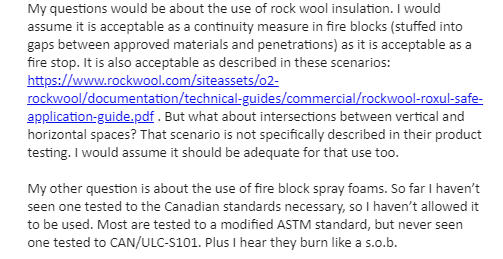 My questions would be about the use of rock wool insulation. I would
assume it is acceptable as a continuity measure in fire blocks (stuffed into
gaps between approved materials and penetrations) as it is acceptable as a
fire stop. It is also acceptable as described in these scenarios:
https://www.rockwool.com/siteassets/o2-
rockwool/documentation/technical-guides/commercial/rockwool-roxul-safe-
application-guide.pdf . But what about intersections between vertical and
horizontal spaces? That scenario is not specifically described in their product
testing. I would assume it should be adequate for that use too.
My other question is about the use of fire block spray foams. So far I haven't
seen one tested to the Canadian standards necessary, so I haven't allowed it
to be used. Most are tested to a modified ASTM standard, but never seen
one tested to CAN/ULC-S101. Plus I hear they burn like a s.o.b.